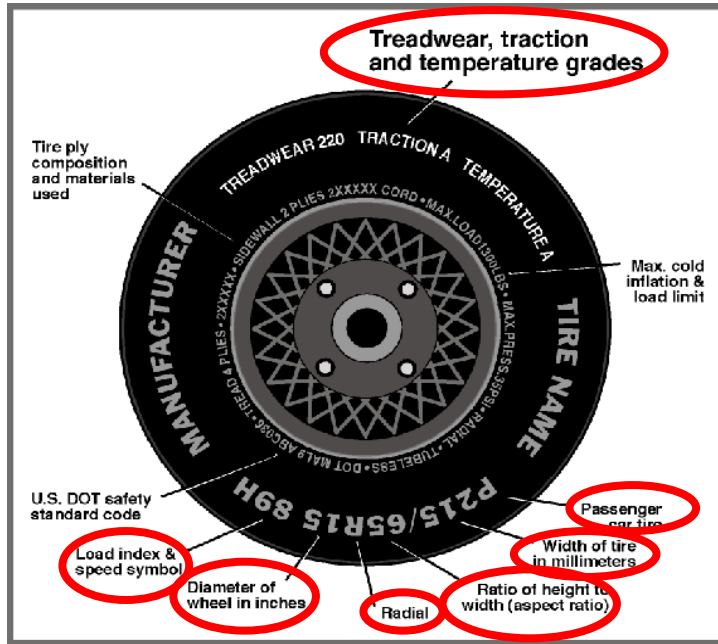 Treadwear, traction
and temperature grades
Tire ply
composition
and materials
used
TREADWEAR 220 TRACTION A TEMPERATURE A
SIDEWALL 2 PLIES 2XXXXX CORD • MAX.LOAD1300LBS • MAX.PRESS.35PSI • RADIAL • TUBELESS • DOT MAL9 ABC036 • TREAD 4 PLIES • 2XXXXX •
Max. cold
inflation &
load limit
MANUFACTURER
TIRE NAME
P215/65R15 89H
U.S. DOT safety
standard code
Passenger
car tire
Load index &
speed symbol
Width of tire
in millimeters
Diameter of
wheel in inches
Radial
Ratio of height to
width (aspect ratio)